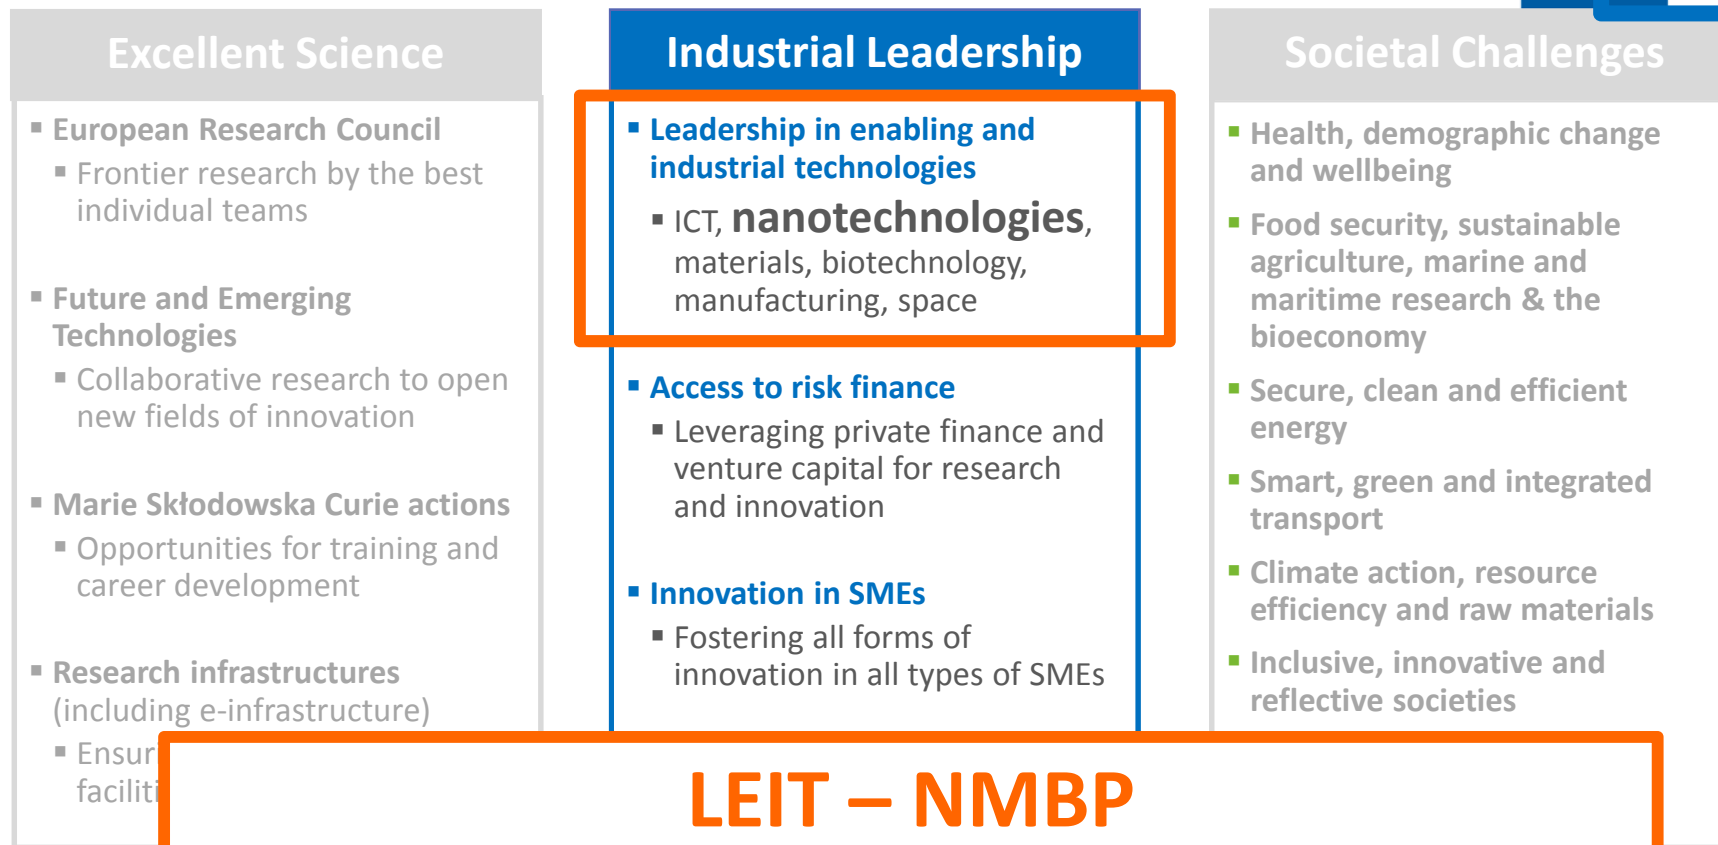 Excellent Science
▪ European Research Council
▪ Frontier research by the best
individual teams
▪ Future and Emerging
Technologies
▪ Collaborative research to open
new fields of innovation
▪ Marie Skłodowska Curie actions
▪ Opportunities for training and
career development
▪ Research infrastructures
(including e-infrastructure)
Industrial Leadership
▪ Leadership in enabling and
industrial technologies
▪ ICT, nanotechnologies,
materials, biotechnology,
manufacturing, space
▪ Access to risk finance
▪ Leveraging private finance and
venture capital for research
and innovation
▪ Innovation in SMEs
▪ Fostering all forms of
innovation in all types of SMEs
Societal Challenges
▪ Health, demographic change
and wellbeing
▪ Food security, sustainable
agriculture, marine and
maritime research & the
bioeconomy
▪ Secure, clean and efficient
energy
▪ Smart, green and integrated
transport
▪ Climate action, resource
efficiency and raw materials
▪ Inclusive, innovative and
reflective societies
LEIT – NMBP